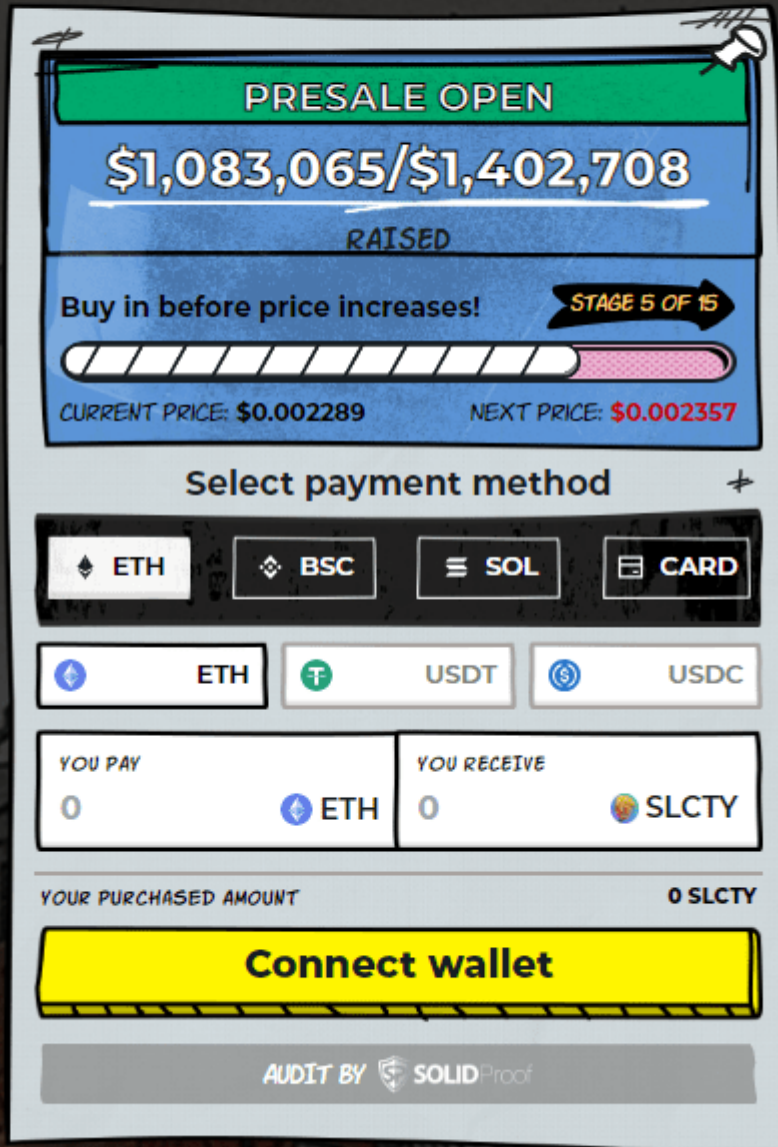 PRESALE OPEN
$1,083,065/$1,402,708
RAISED
Buy in before price increases! STAGE 5 OF 15
CURRENT PRICE: $0.002289 NEXT PRICE: $0.002357
Select payment method
ETH BSC SOL CARD
ETH USDT USDC
YOU PAY YOU RECEIVE
0 ETH 0 SLCTY
YOUR PURCHASED AMOUNT 0 SLCTY
Connect wallet
AUDIT BY SOLIDProof